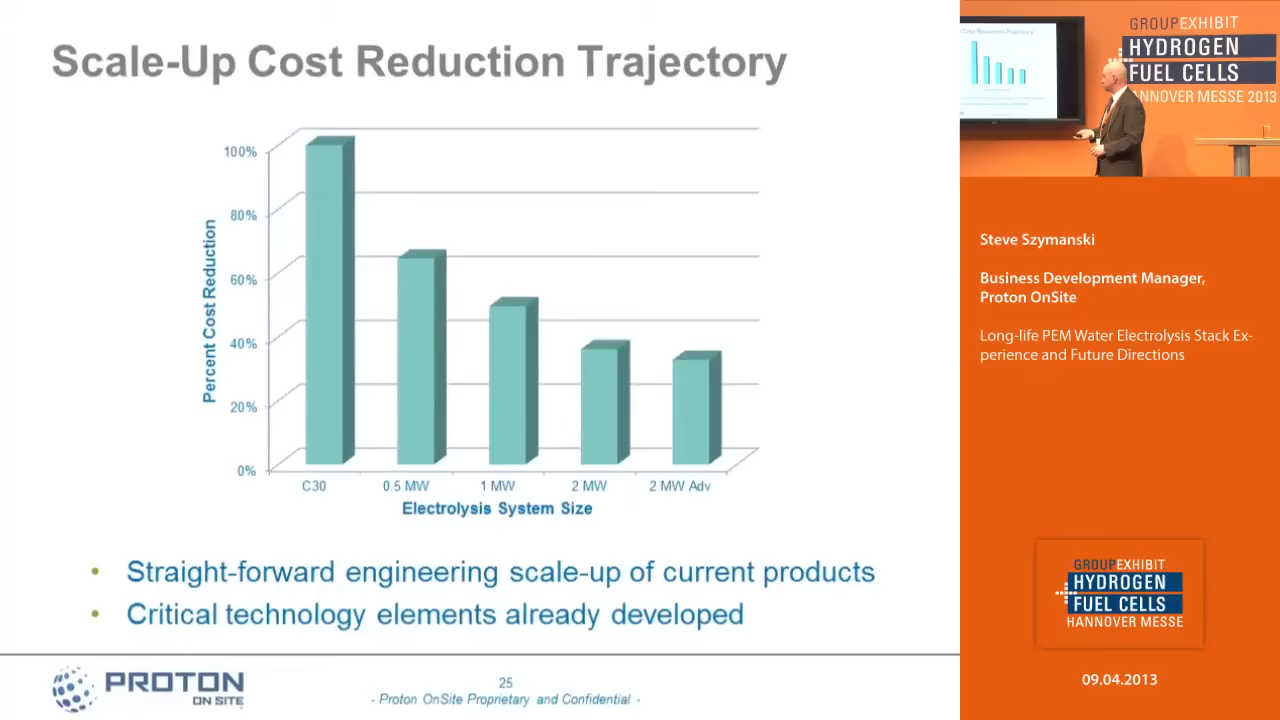 Scale-Up Cost Reduction Trajectory
100%
80%
60%
40%
20%
0%
Percent Cost Reduction
C30
0.5 MW
1 MW
2 MW
2 MW Adv
Electrolysis System Size
• Straight-forward engineering scale-up of current products
• Critical technology elements already developed
PROTON
ON SITE
25
- Proton OnSite Proprietary and Confidential -
GROUPEXHIBIT
HYDROGEN
FUEL CELLS
HANNOVER MESSE 2013
Steve Szymanski
Business Development Manager,
Proton OnSite
Long-life PEM Water Electrolysis Stack Ex-
perience and Future Directions
GROUPEXHIBIT
HYDROGEN
FUEL CELLS
HANNOVER MESSE
09.04.2013